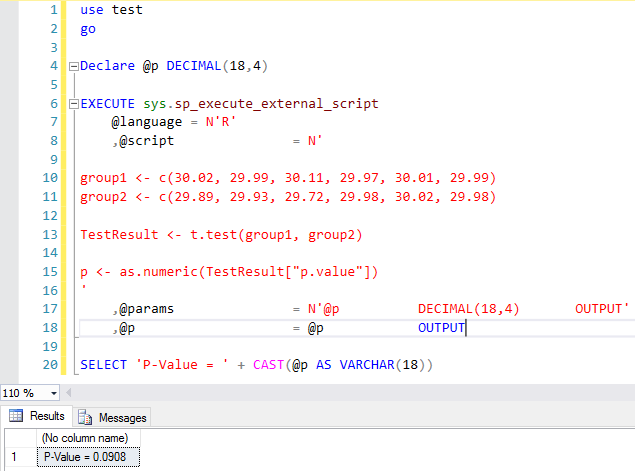 1 use test
2 go
3
4 Declare @p DECIMAL(18,4)
5
6 EXECUTE sys.sp_execute_external_script
7 @language = N'R'
8 ,@script = N'
9
10 group1 <- c(30.02, 29.99, 30.11, 29.97, 30.01, 29.99)
11 group2 <- c(29.89, 29.93, 29.72, 29.98, 30.02, 29.98)
12
13 TestResult <- t.test(group1, group2)
14
15 p <- as.numeric(TestResult["p.value"])
16 '
17 ,@params = N'@p DECIMAL(18,4) OUTPUT'
18 ,@p = @p OUTPUT
19
20 SELECT 'P-Value = ' + CAST(@p AS VARCHAR(18))
110 %
Results Messages
(No column name)
1 P-Value = 0.0908